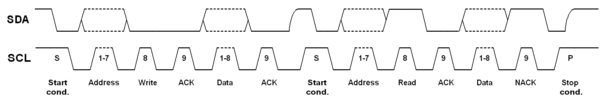 SDA
SCL S 1-7 8 9 1-8 9 S 1-7 8 9 1-8 9 P
Start Address Write ACK Data ACK Start Address Read ACK Data NACK Stop
cond. cond. cond.